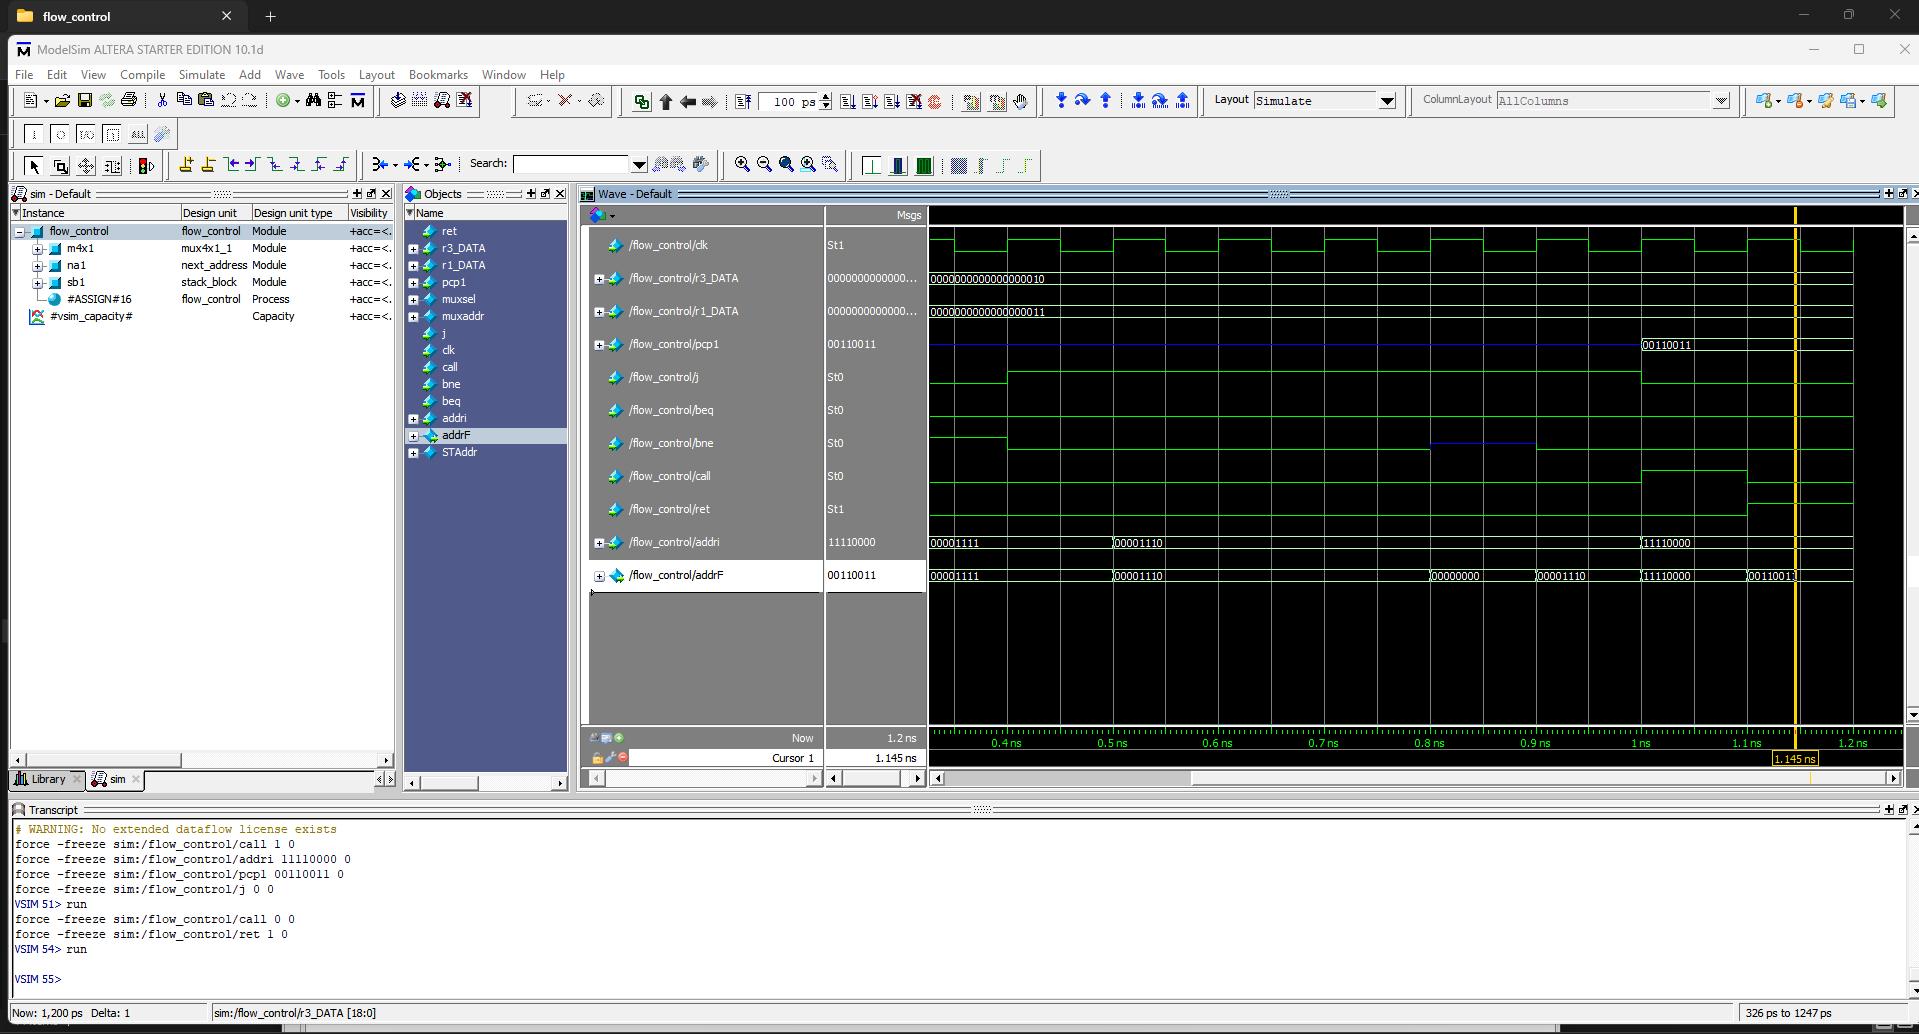 flow_control
ModelSim ALTERA STARTER EDITION 10.1d
File Edit View Compile Simulate Add Wave Tools Layout Bookmarks Window Help
100 ps
Layout Simulate
ColumnLayout AllColumns
Search:
sim - Default
Instance Design unit Design unit type Visibility
flow_control flow_control Module +acc=<.
m4x1 mux4x1_1 Module +acc=<.
na1 next_address Module +acc=<.
sb1 stack_block Module +acc=<.
#ASSIGN#16 flow_control Process +acc=<.
#vsim_capacity# Capacity +acc=<.
Library sim
Objects
Name
ret
r3_DATA
r1_DATA
pcp1
muxsel
muxaddr
j
clk
call
bne
beq
addri
addrF
STAddr
Wave - Default
Msgs
/flow_control/clk St1
/flow_control/r3_DATA 0000000000000... 0000000000000000010
/flow_control/r1_DATA 0000000000000... 0000000000000000011
/flow_control/pcp1 00110011 00110011
/flow_control/j St0
/flow_control/beq St0
/flow_control/bne St0
/flow_control/call St0
/flow_control/ret St1
/flow_control/addri 11110000 00001111 00001110 11110000
/flow_control/addrF 00110011 00001111 00001110 00000000 00001110 11110000 00110011
Now 1.2 ns 0.4 ns 0.5 ns 0.6 ns 0.7 ns 0.8 ns 0.9 ns 1 ns 1.1 ns 1.2 ns
Cursor 1 1.145 ns 1.145 ns
Transcript
# WARNING: No extended dataflow license exists
force -freeze sim:/flow_control/call 1 0
force -freeze sim:/flow_control/addri 11110000 0
force -freeze sim:/flow_control/pcp1 00110011 0
force -freeze sim:/flow_control/j 0 0
VSIM 51> run
force -freeze sim:/flow_control/call 0 0
force -freeze sim:/flow_control/ret 1 0
VSIM 54> run
VSIM 55>
Now: 1,200 ps Delta: 1
sim:/flow_control/r3_DATA [18:0]
326 ps to 1247 ps